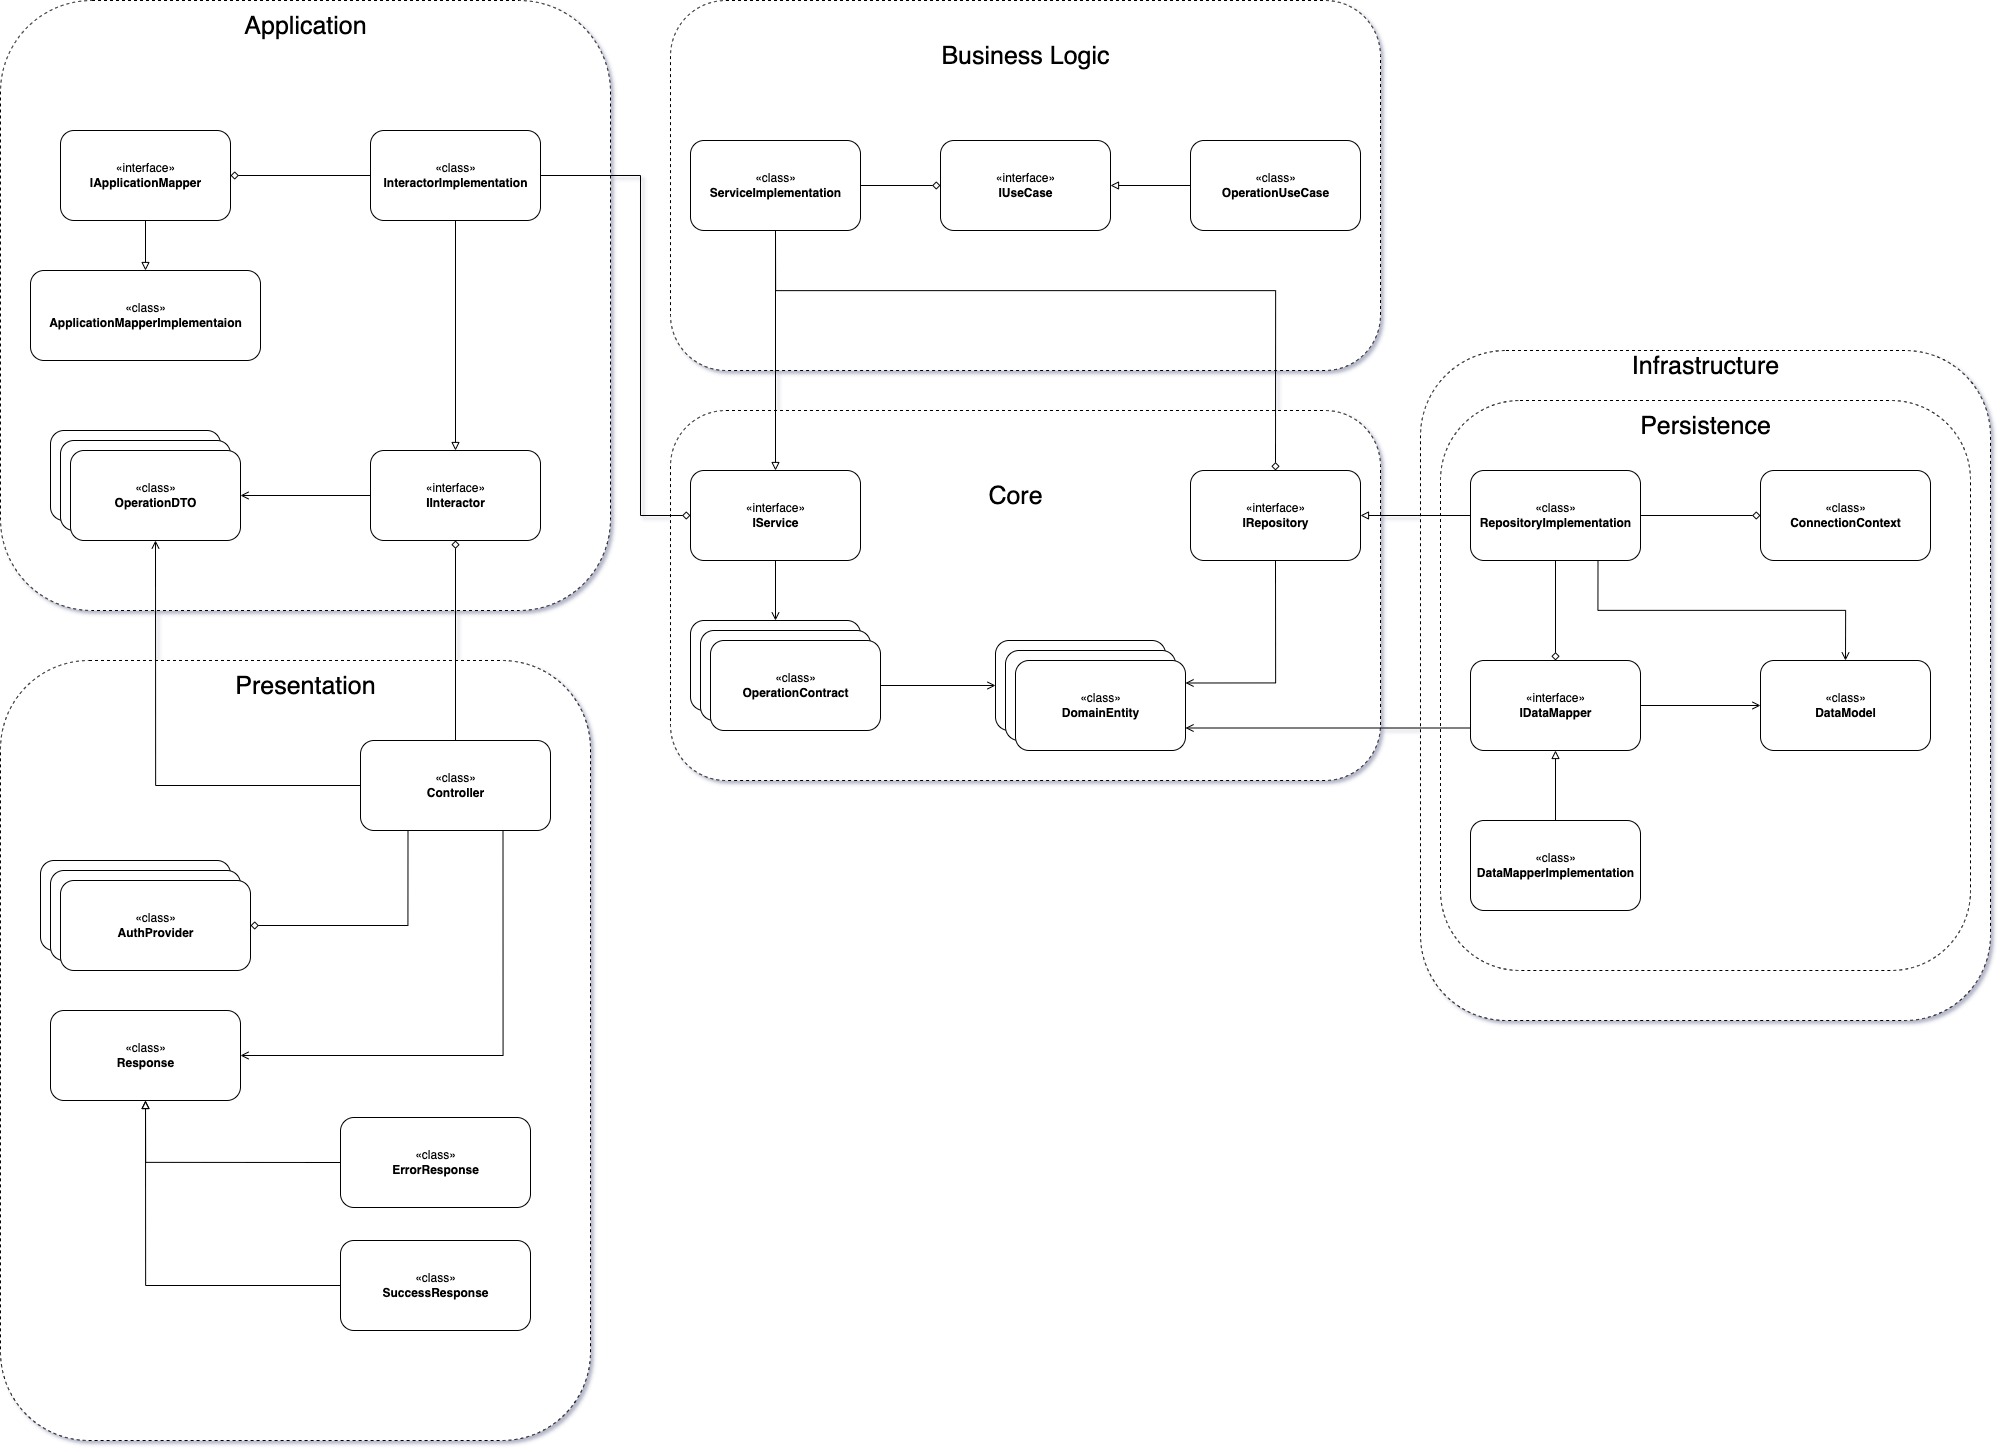 Application
«interface»
IApplicationMapper
«class»
InteractorImplementation
«class»
ApplicationMapperImplementaion
«class»
OperationDTO
«interface»
IInteractor
Business Logic
«class»
ServiceImplementation
«interface»
IUseCase
«class»
OperationUseCase
Core
«interface»
IService
«interface»
IRepository
«class»
OperationContract
«class»
DomainEntity
Infrastructure
Persistence
«class»
RepositoryImplementation
«class»
ConnectionContext
«interface»
IDataMapper
«class»
DataModel
«class»
DataMapperImplementation
Presentation
«class»
Controller
«class»
AuthProvider
«class»
Response
«class»
ErrorResponse
«class»
SuccessResponse